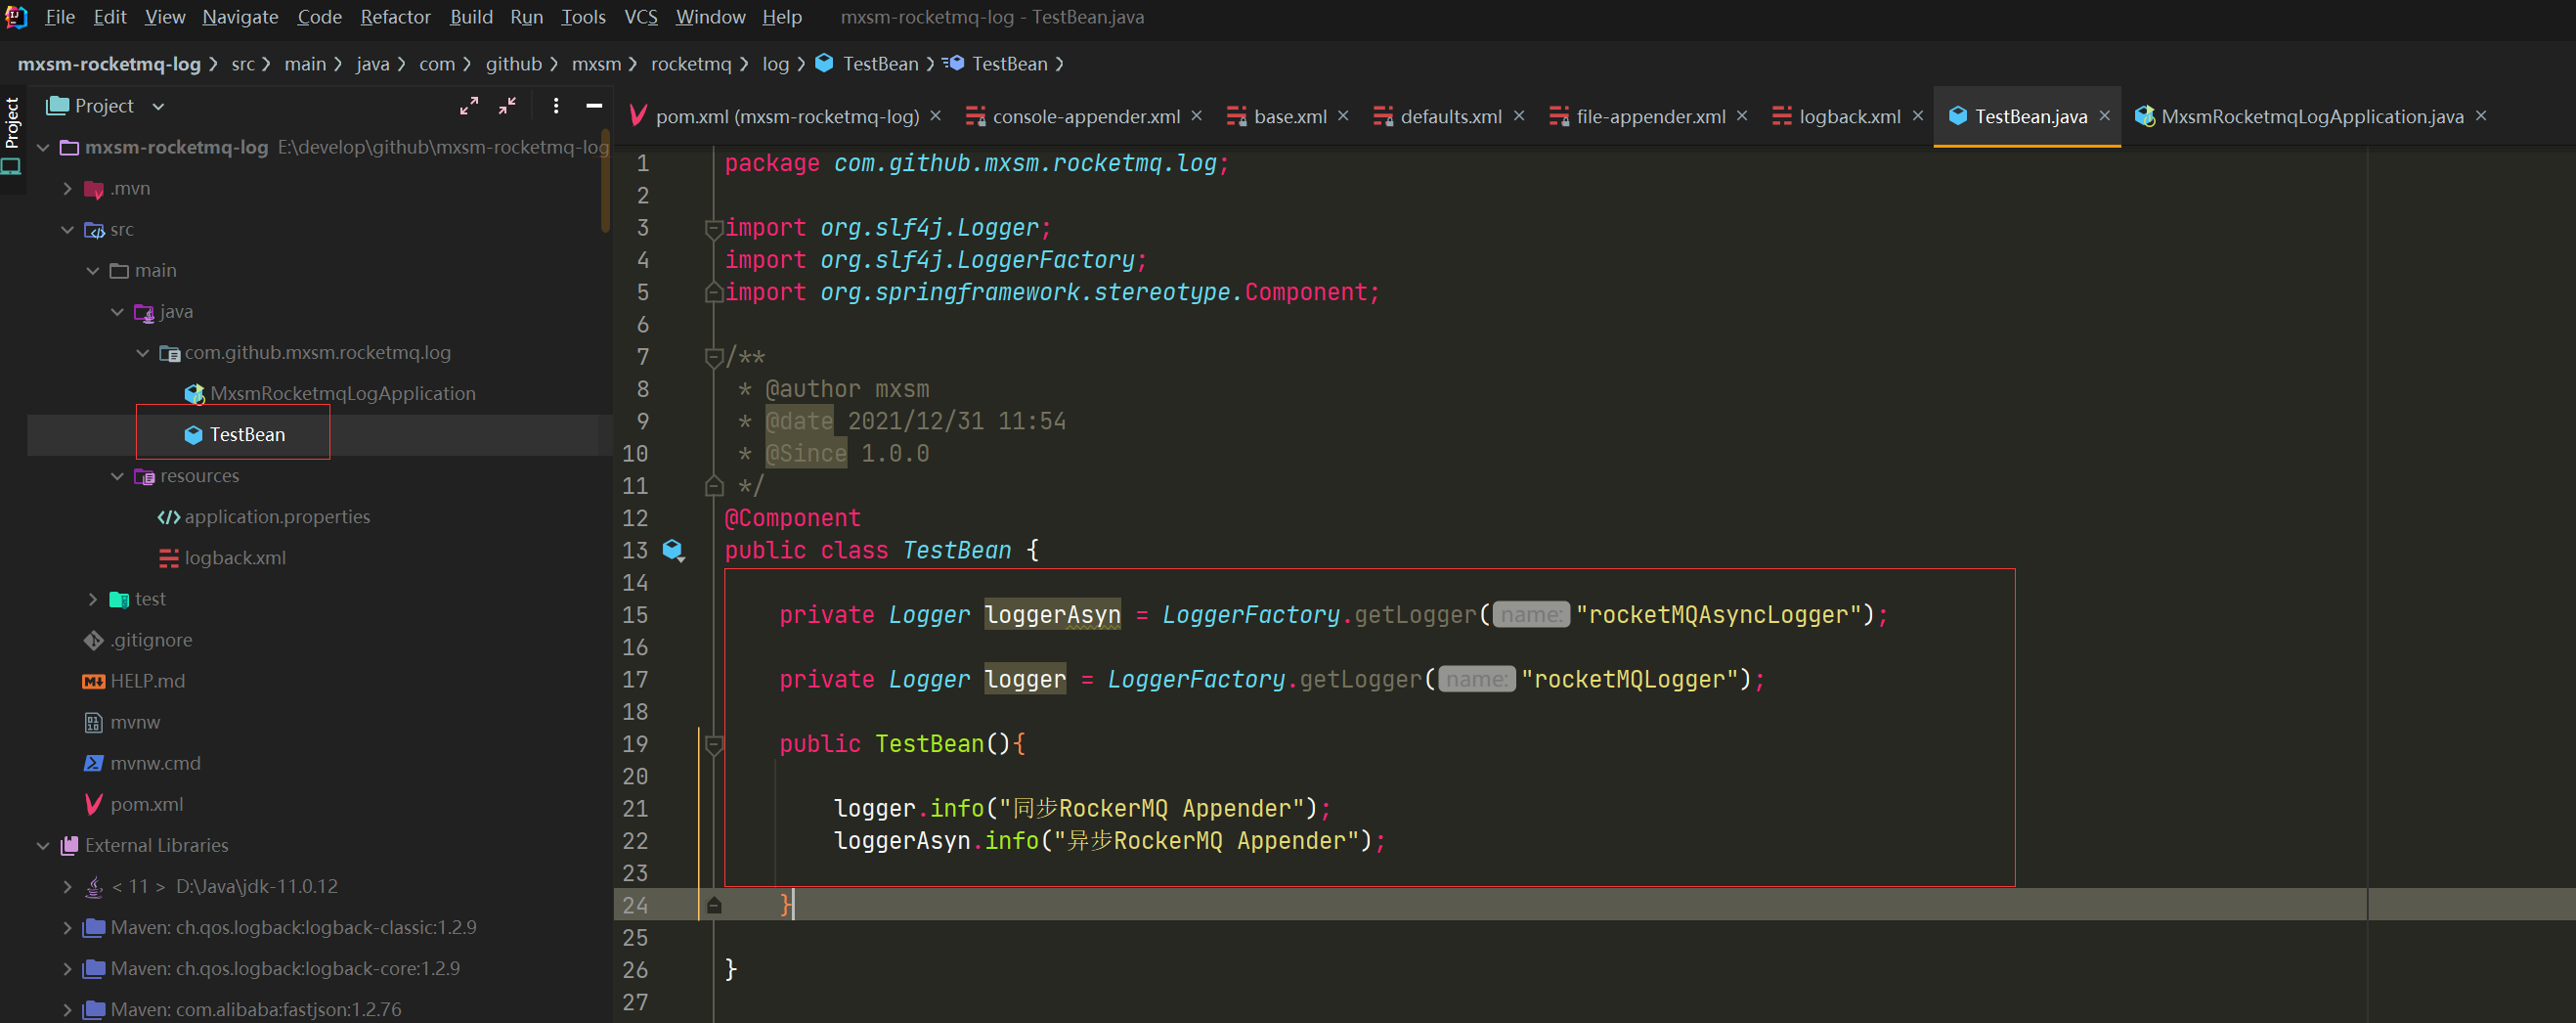 File Edit View Navigate Code Refactor Build Run Tools VCS Window Help mxsm-rocketmq-log - TestBean.java
mxsm-rocketmq-log > src > main > java > com > github > mxsm > rocketmq > log > TestBean > TestBean >
Project
Project
mxsm-rocketmq-log E:\develop\github\mxsm-rocketmq-log
.mvn
src
main
java
com.github.mxsm.rocketmq.log
MxsmRocketmqLogApplication
TestBean
resources
application.properties
logback.xml
test
.gitignore
HELP.md
mvnw
mvnw.cmd
pom.xml
External Libraries
< 11 > D:\Java\jdk-11.0.12
Maven: ch.qos.logback:logback-classic:1.2.9
Maven: ch.qos.logback:logback-core:1.2.9
Maven: com.alibaba:fastjson:1.2.76
pom.xml (mxsm-rocketmq-log) console-appender.xml base.xml defaults.xml file-appender.xml logback.xml TestBean.java MxsmRocketmqLogApplication.java
1 package com.github.mxsm.rocketmq.log;
2
3 import org.slf4j.Logger;
4 import org.slf4j.LoggerFactory;
5 import org.springframework.stereotype.Component;
6
7 /**
8 * @author mxsm
9 * @date 2021/12/31 11:54
10 * @Since 1.0.0
11 */
12 @Component
13 public class TestBean {
14
15 private Logger loggerAsyn = LoggerFactory.getLogger( name: "rocketMQAsyncLogger");
16
17 private Logger logger = LoggerFactory.getLogger( name: "rocketMQLogger");
18
19 public TestBean(){
20
21 logger.info("同步RockerMQ Appender");
22 loggerAsyn.info("异步RockerMQ Appender");
23
24 }
25
26 }
27